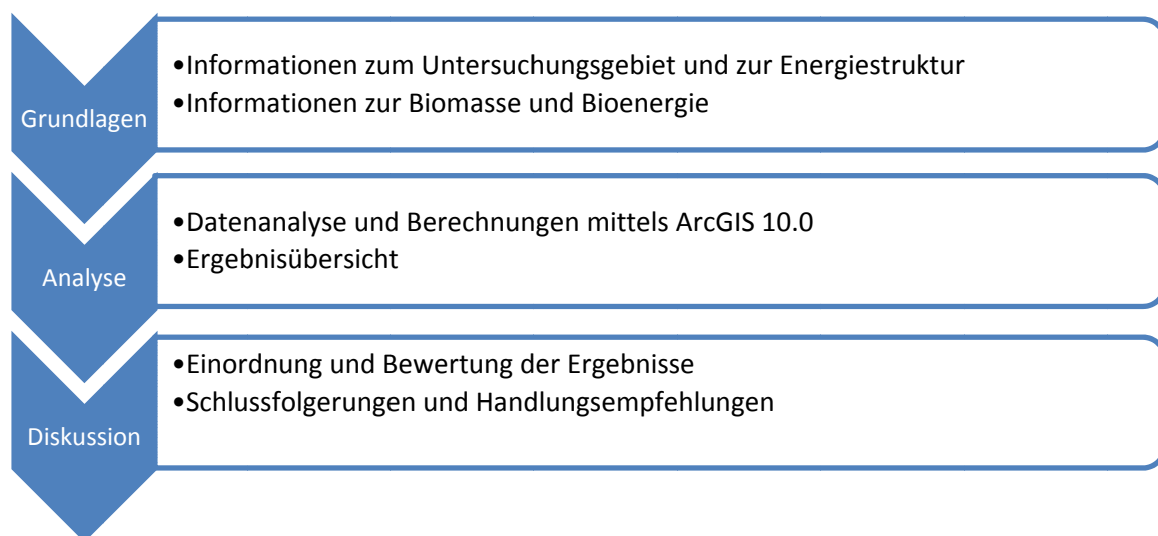 Grundlagen
•Informationen zum Untersuchungsgebiet und zur Energiestruktur
•Informationen zur Biomasse und Bioenergie
Analyse
•Datenanalyse und Berechnungen mittels ArcGIS 10.0
•Ergebnisübersicht
Diskussion
•Einordnung und Bewertung der Ergebnisse
•Schlussfolgerungen und Handlungsempfehlungen